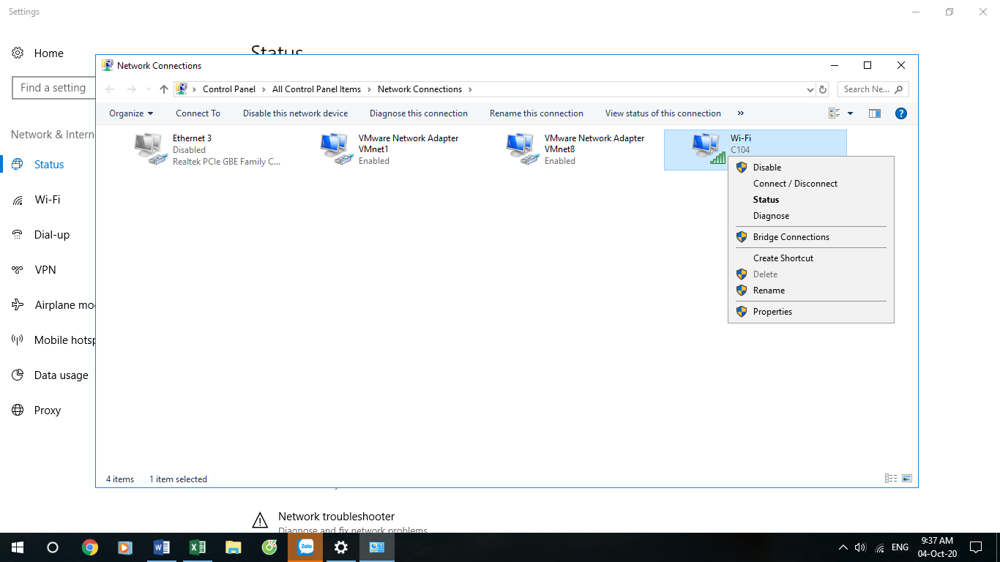 Settings
Home
Status
Find a setting
Network & Intern
Status
Wi-Fi
Dial-up
VPN
Airplane mo
Mobile hotsp
Data usage
Proxy
Network Connections
Control Panel > All Control Panel Items > Network Connections >
Search Ne...
Organize Connect To Disable this network device Diagnose this connection Rename this connection View status of this connection »
Ethernet 3
Disabled
Realtek PCIe GBE Family C...
VMware Network Adapter
VMnet1
Enabled
VMware Network Adapter
VMnet8
Enabled
Wi-Fi
C104
Disable
Connect / Disconnect
Status
Diagnose
Bridge Connections
Create Shortcut
Delete
Rename
Properties
4 items 1 item selected
Network troubleshooter
Diagnose and fix network problems
Zalo
ENG
9:37 AM
04-Oct-20